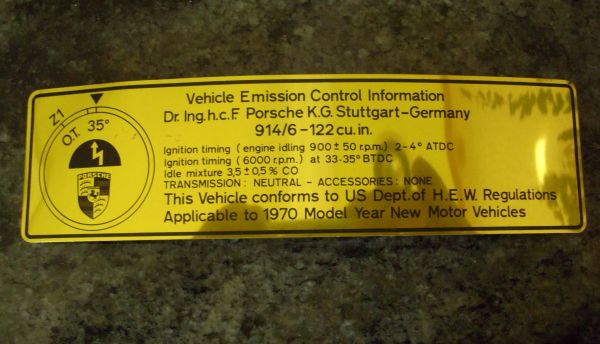 Z1
O.T. 35°
PORSCHE
Vehicle Emission Control Information
Dr. Ing. h.c. F. Porsche K.G. Stuttgart-Germany
914/6-122 cu. in.
Ignition timing (engine idling 900 ± 50 r.p.m.) 2-4° ATDC
Ignition timing (6000 r.p.m.) at 33-35° BTDC
Idle mixture 3,5 ± 0,5 % CO
TRANSMISSION: NEUTRAL - ACCESSORIES: NONE
This Vehicle conforms to US Dept. of H.E.W. Regulations
Applicable to 1970 Model Year New Motor Vehicles